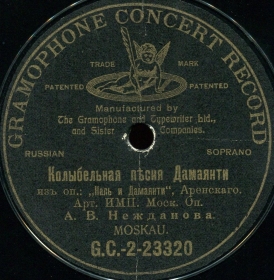 GRAMOPHONE CONCERT RECORD
TRADE MARK
PATENTED PATENTED
Manufactured by
The Gramophone and Typewriter Ltd.,
and Sister Companies.
RUSSIAN SOPRANO
Колыбельная пѣсня Дамаянти
изъ оп.: „Наль и Дамаянти", Аренскаго.
Арт. ИМП. Моск. Оп.
А. В. Нежданова.
MOSKAU.
G.C.-2-23320